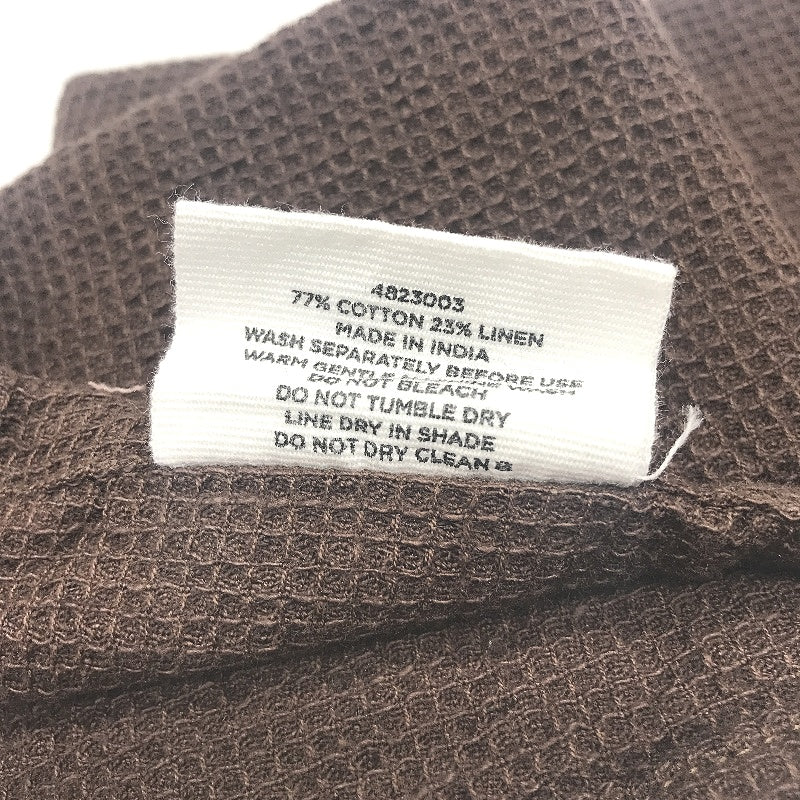 4823003
77% COTTON 23% LINEN
MADE IN INDIA
WASH SEPARATELY BEFORE USE
WARM GENTLE MACHINE WASH
DO NOT BLEACH
DO NOT TUMBLE DRY
LINE DRY IN SHADE
DO NOT DRY CLEAN